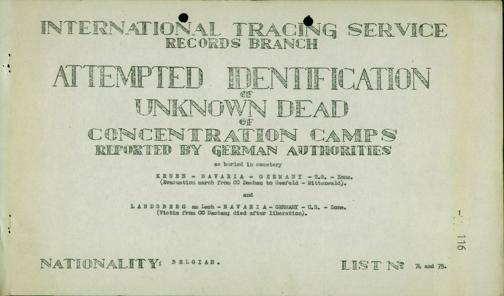 INTERNATIONAL TRACING SERVICE
RECORDS BRANCH
ATTEMPTED IDENTIFICATION
OF
UNKNOWN DEAD
OF
CONCENTRATION CAMPS
REPORTED BY GERMAN AUTHORITIES
as buried in cemetery
KRUEN - BAVARIA - GERMANY - U.S. - Zone.
(Evacuation march from CC Dachau to Seefeld - Mittenwald).
and
LANDSBERG am Lech - BAVARIA - GERMANY - U.S. - Zone.
(Victim from CC Dachau; died after liberation).
116
NATIONALITY: BELGIAN.
LIST No 74 and 75.